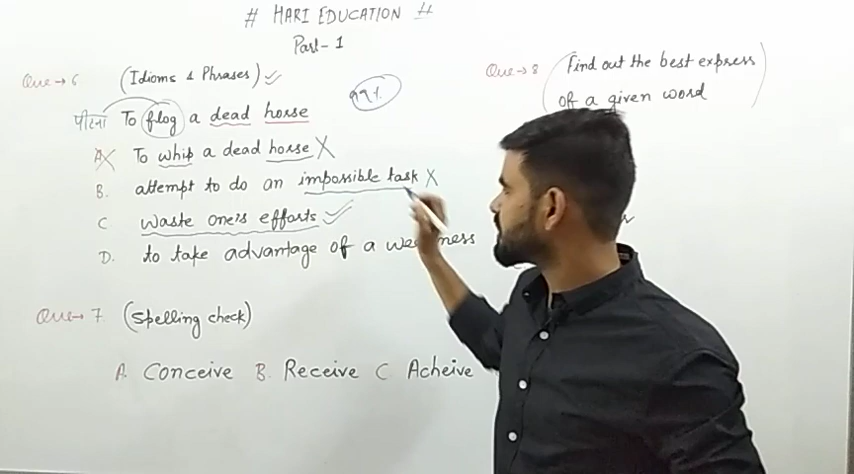 # HARI EDUCATION #
Part - 1
Que → 6 (Idioms & Phrases)
99%
पीटना To flog a dead horse
A. To whip a dead horse
B. attempt to do an impossible task
C waste one's efforts
D. to take advantage of a
Que → 7. (Spelling check)
A. Conceive B. Receive C Acheive
Que → 8 (Find out the best express
of a given word